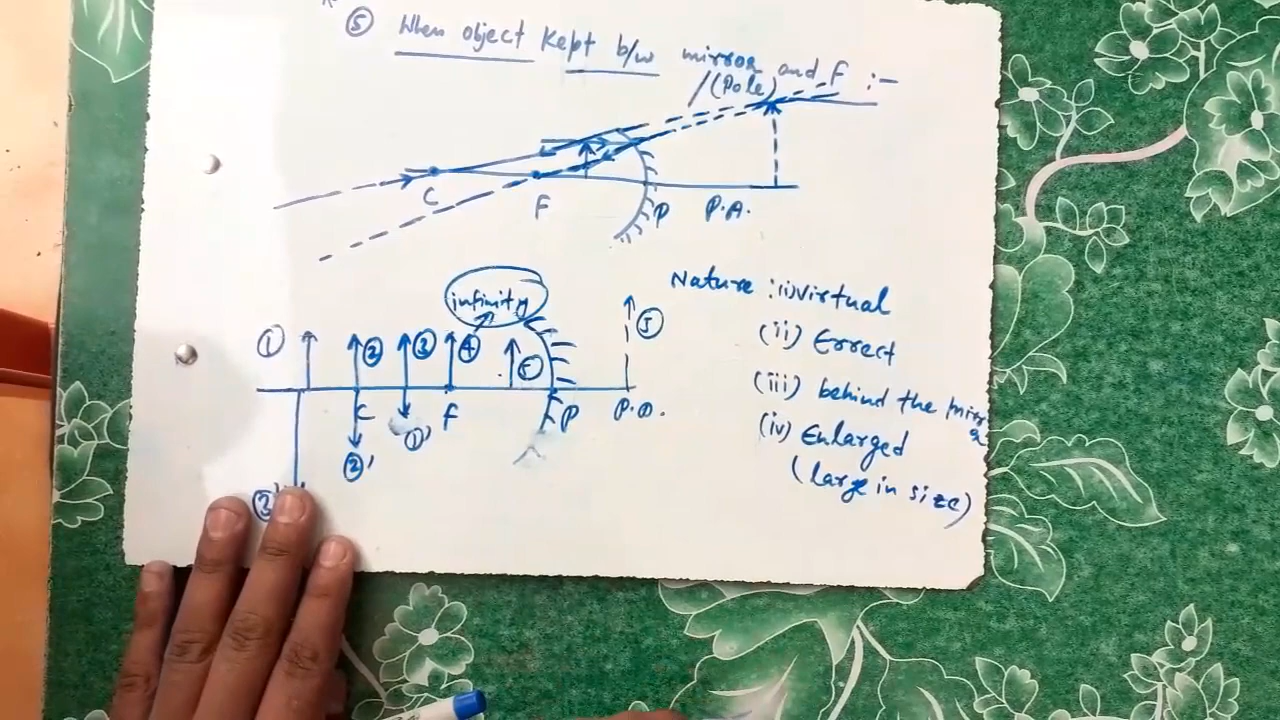 ⑤ When object kept b/w mirror and F :-
/(Pole)
C
F
P
P.A.
infinity
① ② ③ ④ ⑤ ⑤
C
①'
F
P
P.A.
②'
③'
Nature : (i) Virtual
(ii) Errect
(iii) behind the mirror
(iv) Enlarged
(large in size)